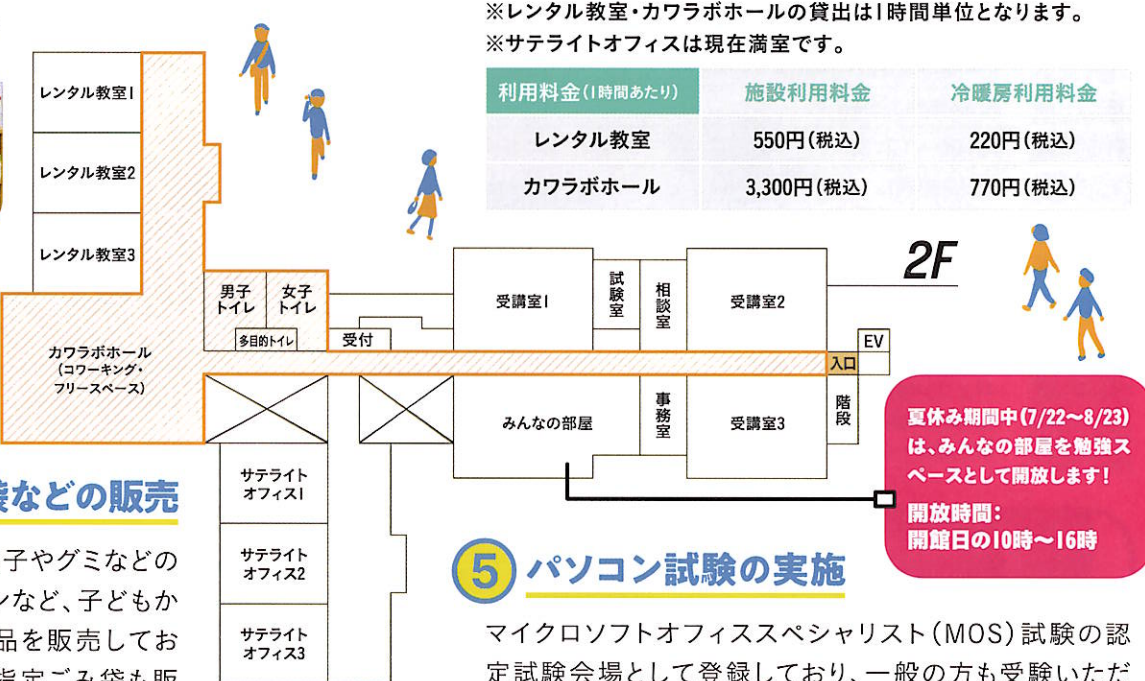 ※レンタル教室・カワラボホールの貸出は1時間単位となります。
※サテライトオフィスは現在満室です。
利用料金(1時間あたり) 施設利用料金 冷暖房利用料金
レンタル教室 550円(税込) 220円(税込)
カワラボホール 3,300円(税込) 770円(税込)
レンタル教室1
レンタル教室2
レンタル教室3
カワラボホール
(コワーキング・
フリースペース)
男子
トイレ
女子
トイレ
多目的トイレ
受付
受講室1
試験室
相談室
受講室2
2F
EV
入口
階段
みんなの部屋
事務室
受講室3
サテライト
オフィス1
サテライト
オフィス2
サテライト
オフィス3
夏休み期間中(7/22〜8/23)
は、みんなの部屋を勉強ス
ペースとして開放します!
開放時間:
開館日の10時〜16時
などの販売
子やグミなどの
ンなど、子どもか
品を販売してお
指定ごみ袋も販
5 パソコン試験の実施
マイクロソフトオフィススペシャリスト(MOS)試験の認
定試験会場として登録しており、一般の方も受験いただ